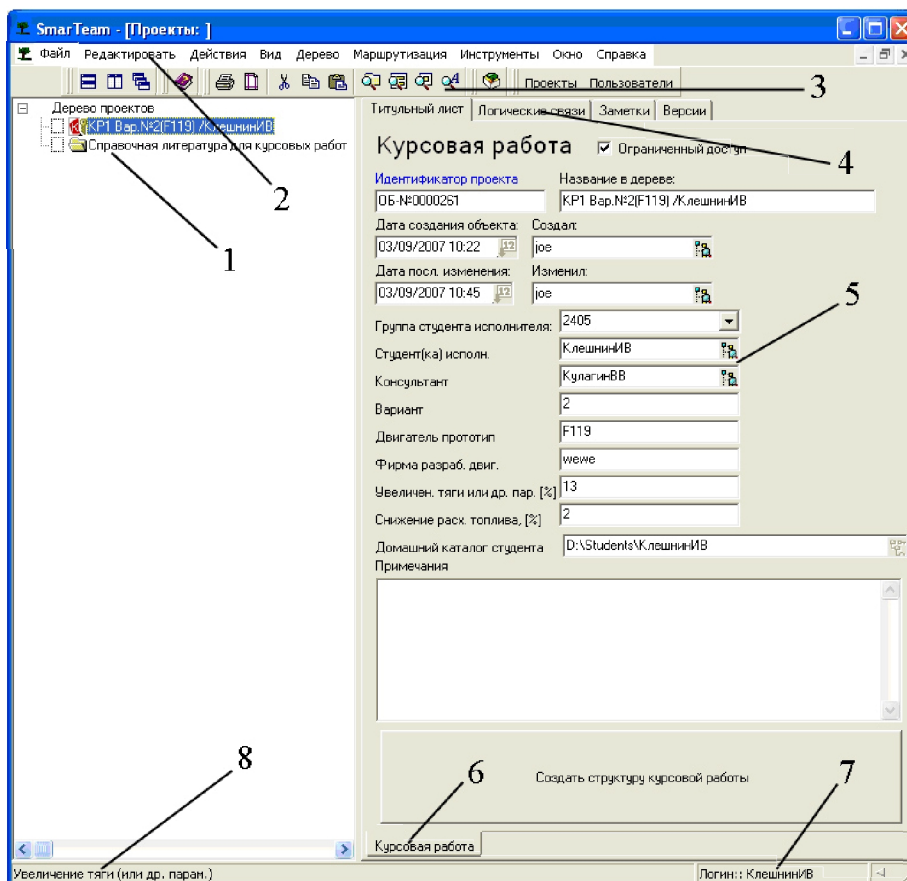 SmarTeam - [Проекты: ]
Файл Редактировать Действия Вид Дерево Маршрутизация Инструменты Окно Справка
Проекты Пользователи
3
Дерево проектов
КР1 Вар.№2(F119) /КлешнинИВ
Справочная литература для курсовых работ
2
1
Титульный лист Логические связи Заметки Версии
Курсовая работа Ограниченный доступ
4
Идентификатор проекта Название в дереве:
ОБ-№0000261 КР1 Вар.№2(F119) /КлешнинИВ
Дата создания объекта: Создал:
03/09/2007 10:22 12 joe
Дата посл. изменения: Изменил:
03/09/2007 10:45 12 joe
5
Группа студента исполнителя: 2405
Студент(ка) исполн. КлешнинИВ
Консультант КулагинВВ
Вариант 2
Двигатель прототип F119
Фирма разраб. двиг. wewe
Увеличен. тяги или др. пар. [%] 13
Снижение расх. топлива, [%] 2
Домашний каталог студента D:\Students\КлешнинИВ
Примечания
8
6
7
Создать структуру курсовой работы
Курсовая работа
Увеличение тяги (или др. парам.) Логин:: КлешнинИВ